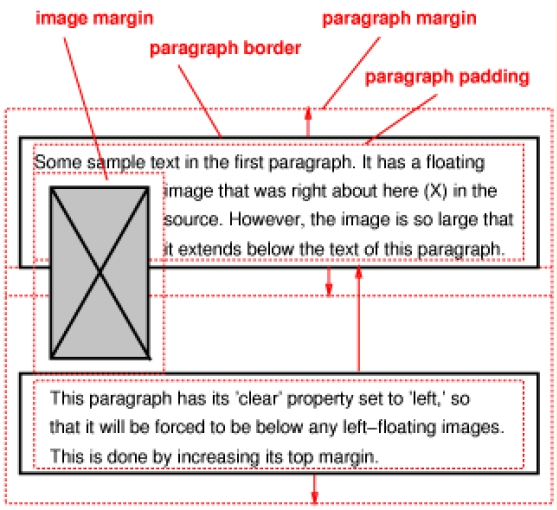 image margin
paragraph margin
paragraph border
paragraph padding
Some sample text in the first paragraph. It has a floating
image that was right about here (X) in the
source. However, the image is so large that
it extends below the text of this paragraph.
This paragraph has its 'clear' property set to 'left,' so
that it will be forced to be below any left−floating images.
This is done by increasing its top margin.